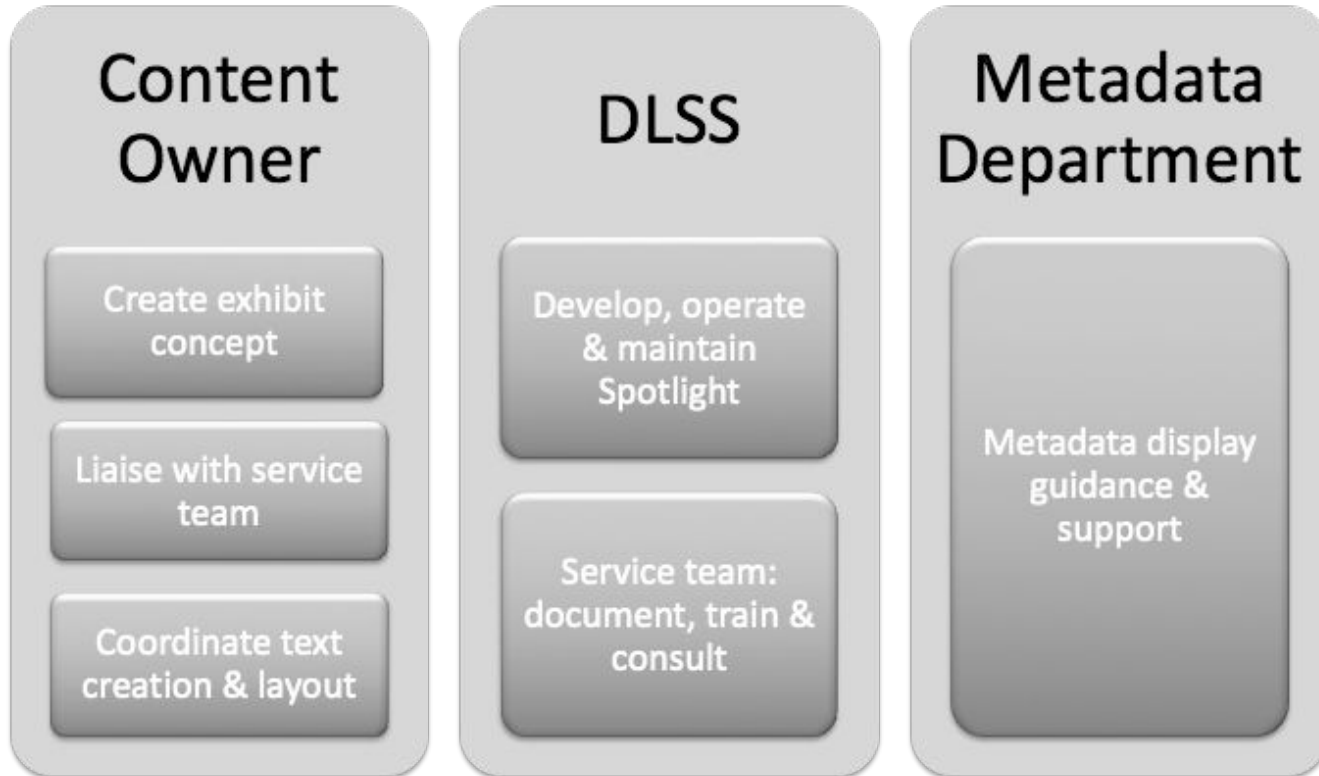 Content
Owner
Create exhibit
concept
Liaise with service
team
Coordinate text
creation & layout
DLSS
Develop, operate
& maintain
Spotlight
Service team:
document, train &
consult
Metadata
Department
Metadata display
guidance &
support